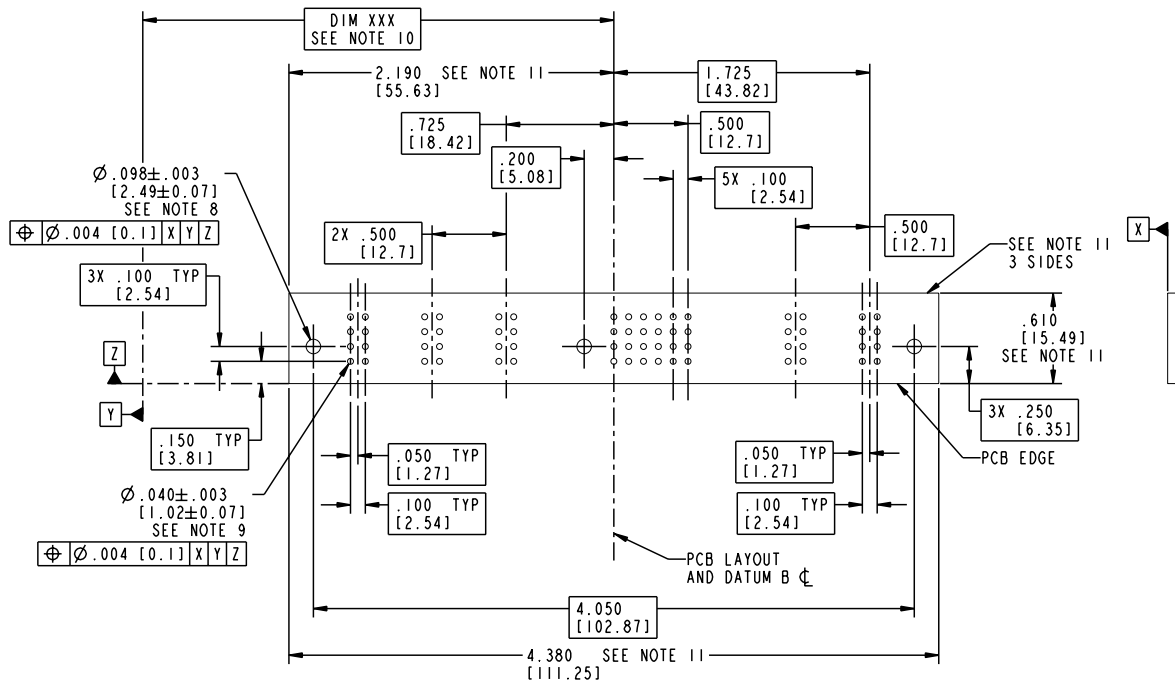 DIM XXX
SEE NOTE 10
2.190 SEE NOTE 11
[55.63]
1.725
[43.82]
.725
[18.42]
.500
[12.7]
.200
[5.08]
5X .100
[2.54]
Ø.098±.003
[2.49±0.07]
SEE NOTE 8
⌖ Ø.004 [0.1] X Y Z
2X .500
[12.7]
.500
[12.7]
SEE NOTE 11
3 SIDES
X
3X .100 TYP
[2.54]
.610
[15.49]
SEE NOTE 11
Z
Y
3X .250
[6.35]
.150 TYP
[3.81]
.050 TYP
[1.27]
.050 TYP
[1.27]
PCB EDGE
Ø.040±.003
[1.02±0.07]
SEE NOTE 9
⌖ Ø.004 [0.1] X Y Z
.100 TYP
[2.54]
.100 TYP
[2.54]
PCB LAYOUT
AND DATUM B ℄
4.050
[102.87]
4.380 SEE NOTE 11
[111.25]